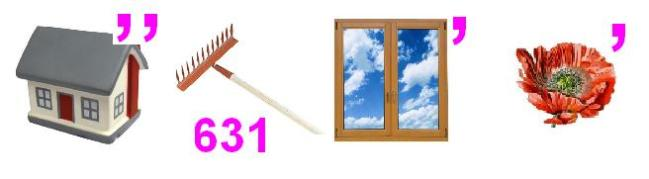 ,, , ,
631